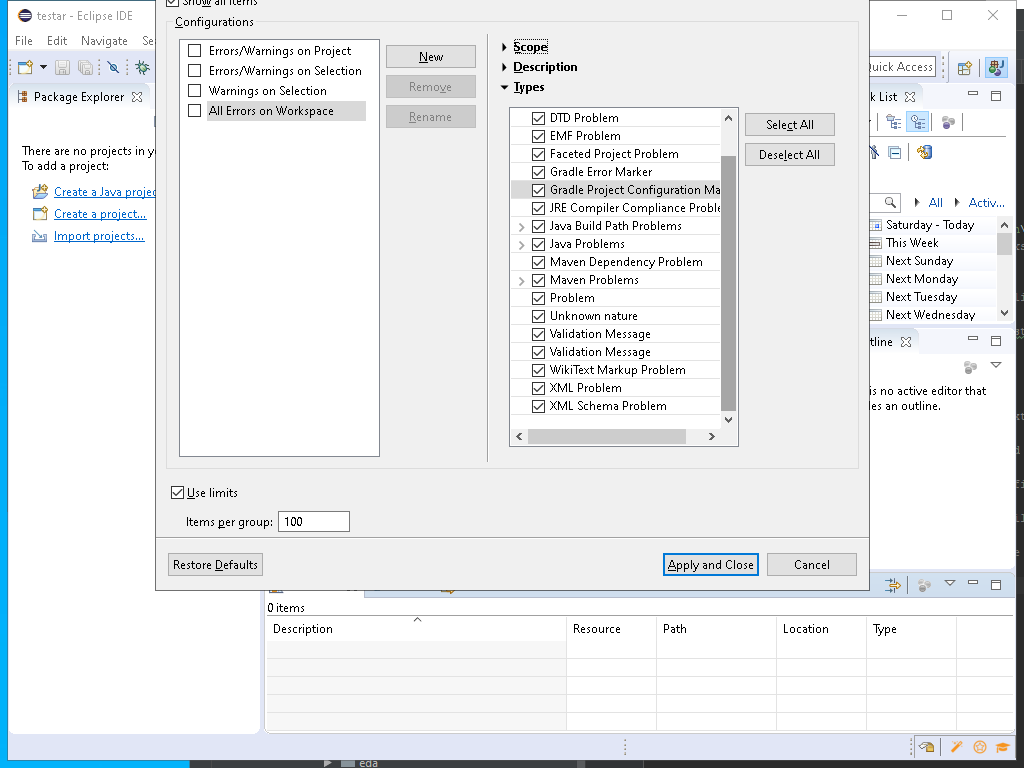 testar - Eclipse IDE
Show all items
File Edit Navigate Se
Configurations
Errors/Warnings on Project
Errors/Warnings on Selection
Warnings on Selection
All Errors on Workspace
New
Remove
Rename
Scope
Description
Types
DTD Problem
EMF Problem
Faceted Project Problem
Gradle Error Marker
Gradle Project Configuration Ma
JRE Compiler Compliance Proble
Java Build Path Problems
Java Problems
Maven Dependency Problem
Maven Problems
Problem
Unknown nature
Validation Message
Validation Message
WikiText Markup Problem
XML Problem
XML Schema Problem
Select All
Deselect All
Use limits
Items per group: 100
Restore Defaults
Apply and Close
Cancel
Package Explorer
There are no projects in y
To add a project:
Create a Java projec
Create a project...
Import projects...
Quick Access
k List
All Activ...
Saturday - Today
This Week
Next Sunday
Next Monday
Next Tuesday
Next Wednesday
tline
is no active editor that
es an outline.
0 items
Description Resource Path Location Type
eda